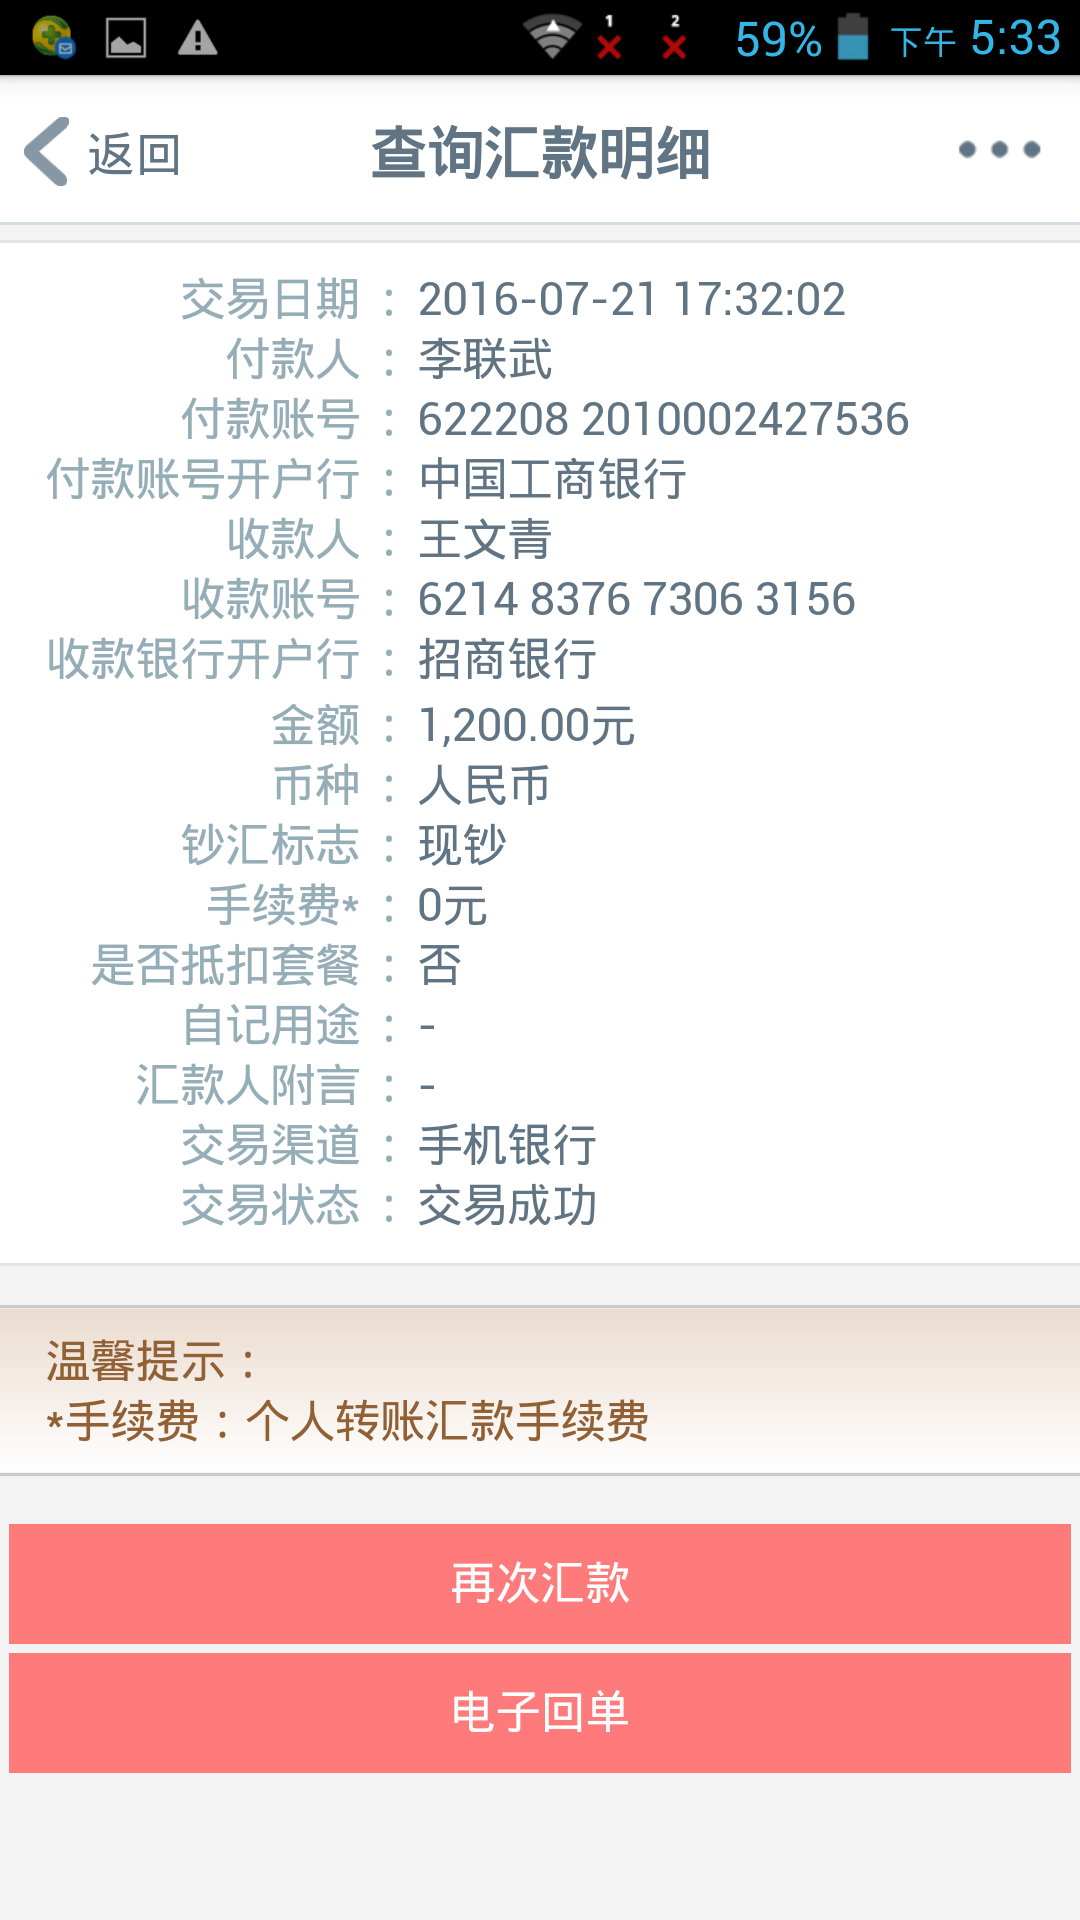 1 2 59% 下午 5:33
返回 查询汇款明细
交易日期 : 2016-07-21 17:32:02
付款人 : 李联武
付款账号 : 622208 2010002427536
付款账号开户行 : 中国工商银行
收款人 : 王文青
收款账号 : 6214 8376 7306 3156
收款银行开户行 : 招商银行
金额 : 1,200.00元
币种 : 人民币
钞汇标志 : 现钞
手续费* : 0元
是否抵扣套餐 : 否
自记用途 : -
汇款人附言 : -
交易渠道 : 手机银行
交易状态 : 交易成功
温馨提示：
*手续费：个人转账汇款手续费
再次汇款
电子回单